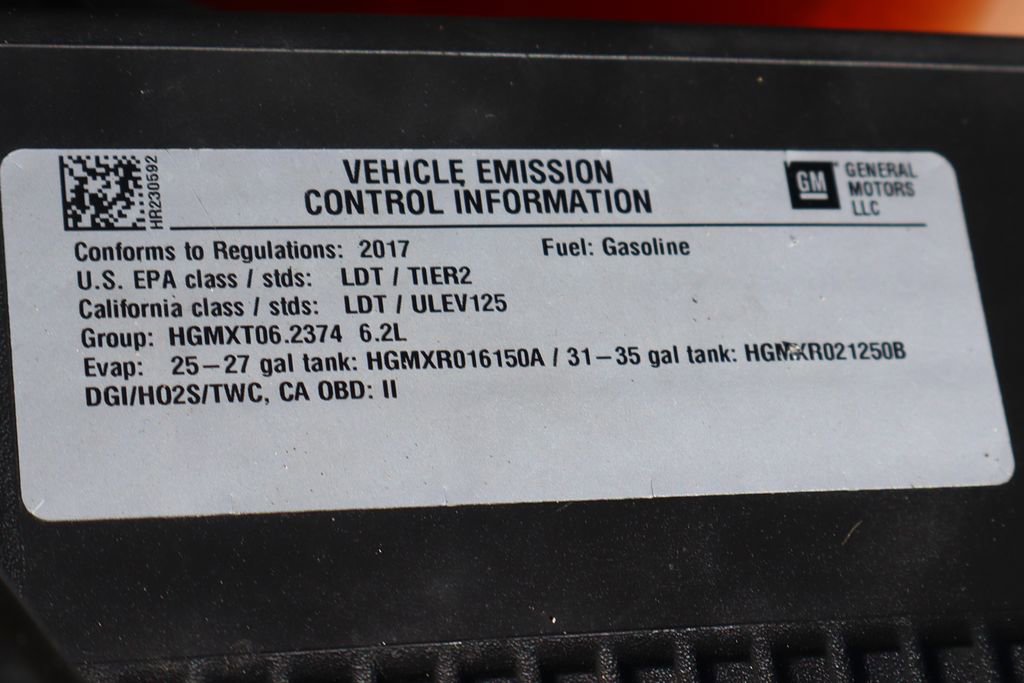 HR230592
VEHICLE EMISSION
CONTROL INFORMATION
GM
GENERAL
MOTORS
LLC
Conforms to Regulations: 2017 Fuel: Gasoline
U.S. EPA class / stds: LDT / TIER2
California class / stds: LDT / ULEV125
Group: HGMXT06.2374 6.2L
Evap: 25–27 gal tank: HGMXR016150A / 31–35 gal tank: HGMXR021250B
DGI/HO2S/TWC, CA OBD: II